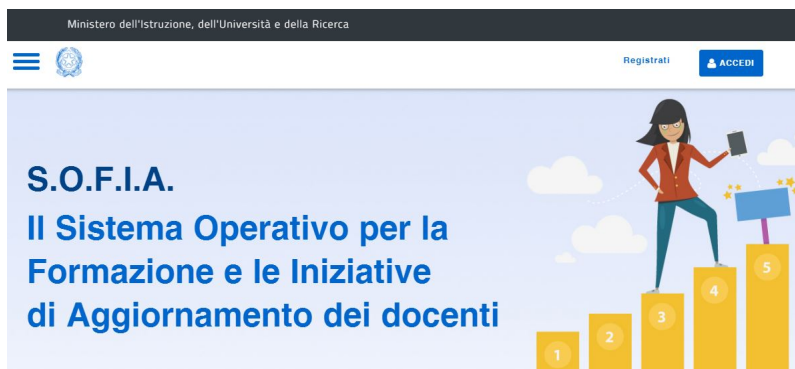 Ministero dell'Istruzione, dell'Università e della Ricerca
Registrati
ACCEDI
S.O.F.I.A.
Il Sistema Operativo per la
Formazione e le Iniziative
di Aggiornamento dei docenti
1
2
3
4
5